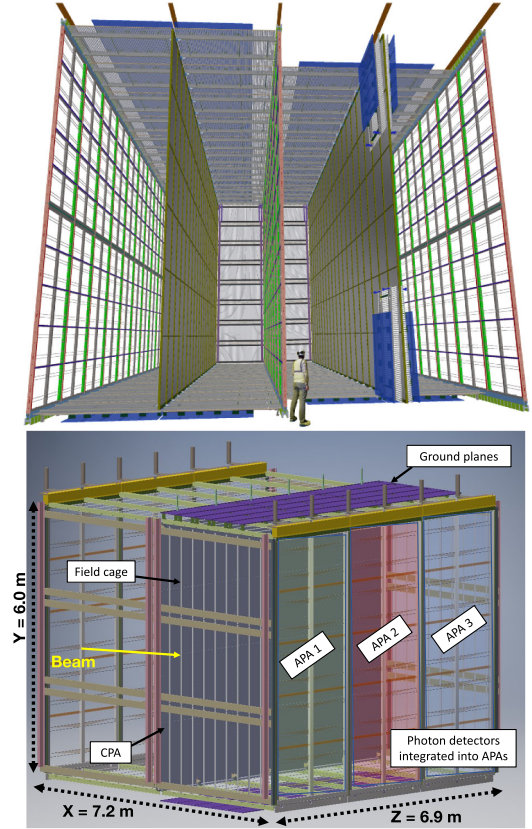 Ground planes
Y = 6.0 m
Field cage
Beam
APA 1
APA 2
APA 3
CPA
Photon detectors
integrated into APAs
X = 7.2 m
Z = 6.9 m